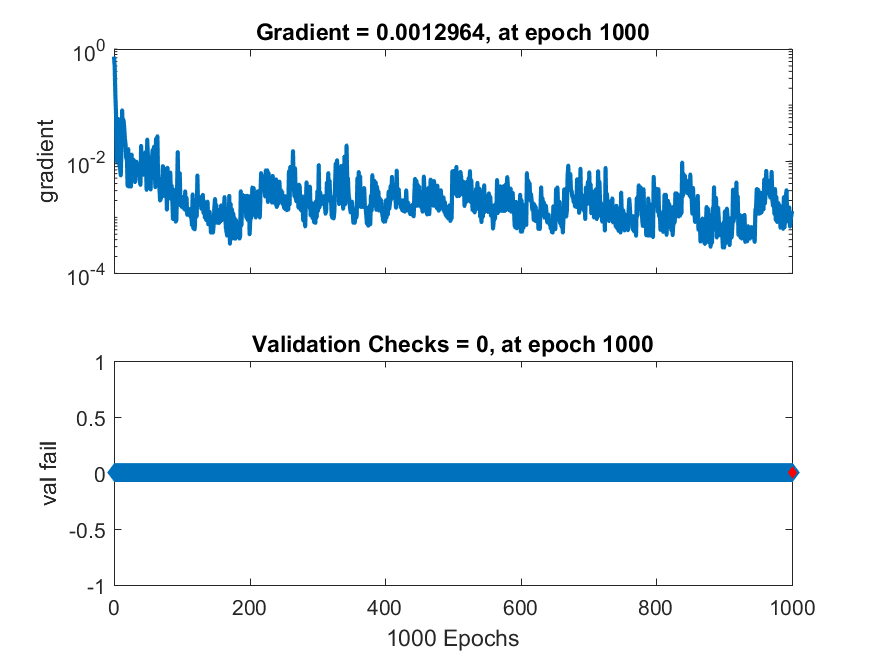 Gradient = 0.0012964, at epoch 1000
10^0
10^-2
10^-4
gradient
Validation Checks = 0, at epoch 1000
1
0.5
0
-0.5
-1
val fail
0 200 400 600 800 1000
1000 Epochs